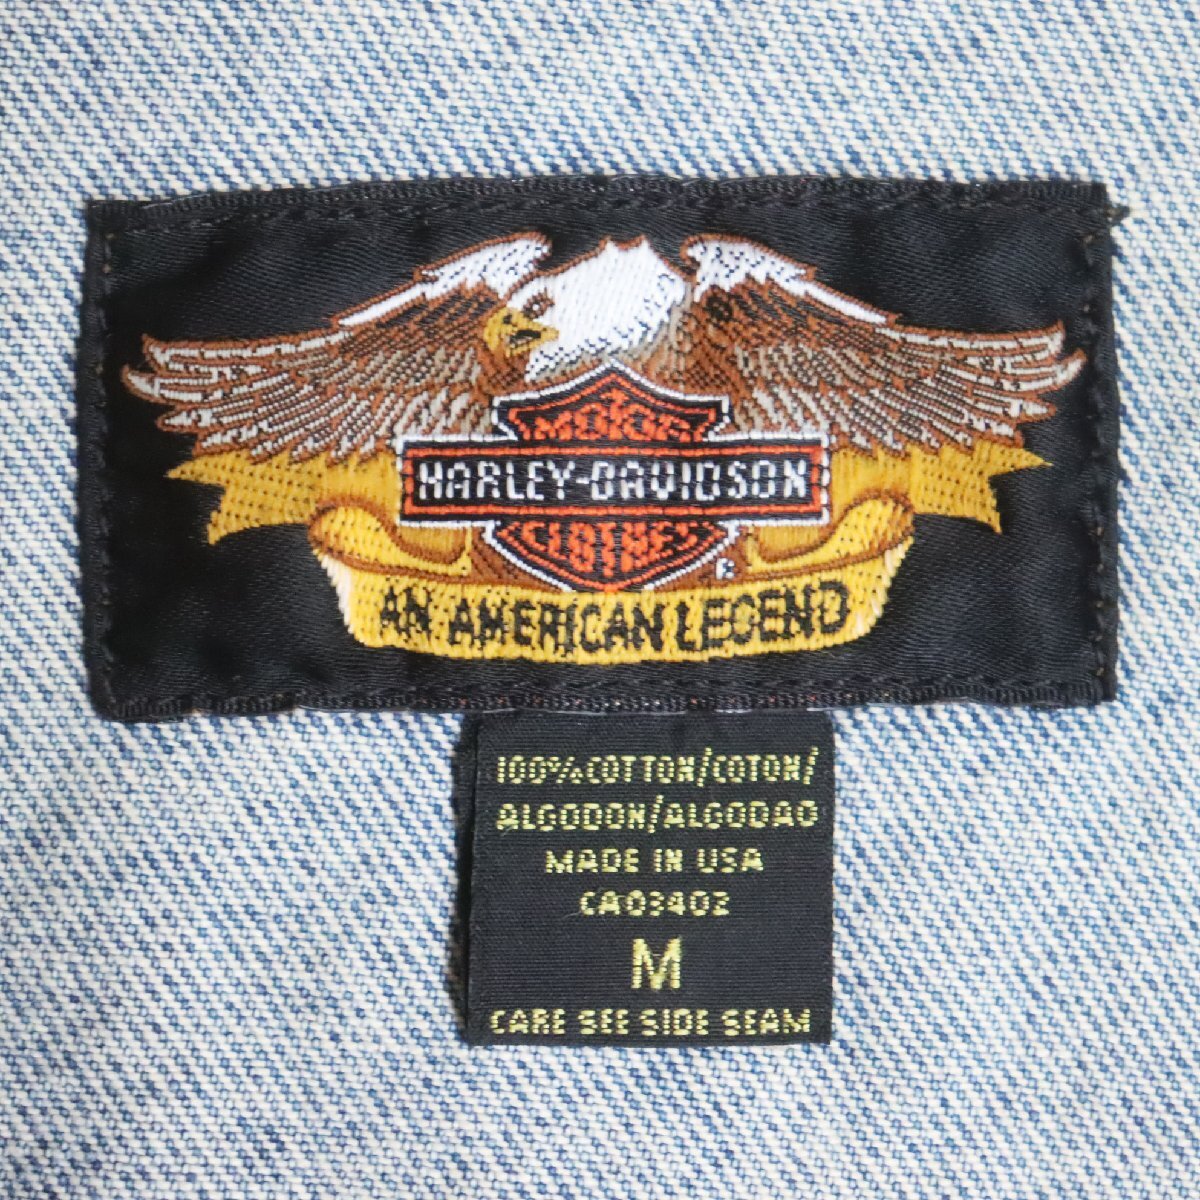 MOTOR
HARLEY-DAVIDSON
CLOTHES
®
AN AMERICAN LEGEND
100% COTTON/COTON/
ALGODON/ALGODAO
MADE IN USA
CA03402
M
CARE SEE SIDE SEAM